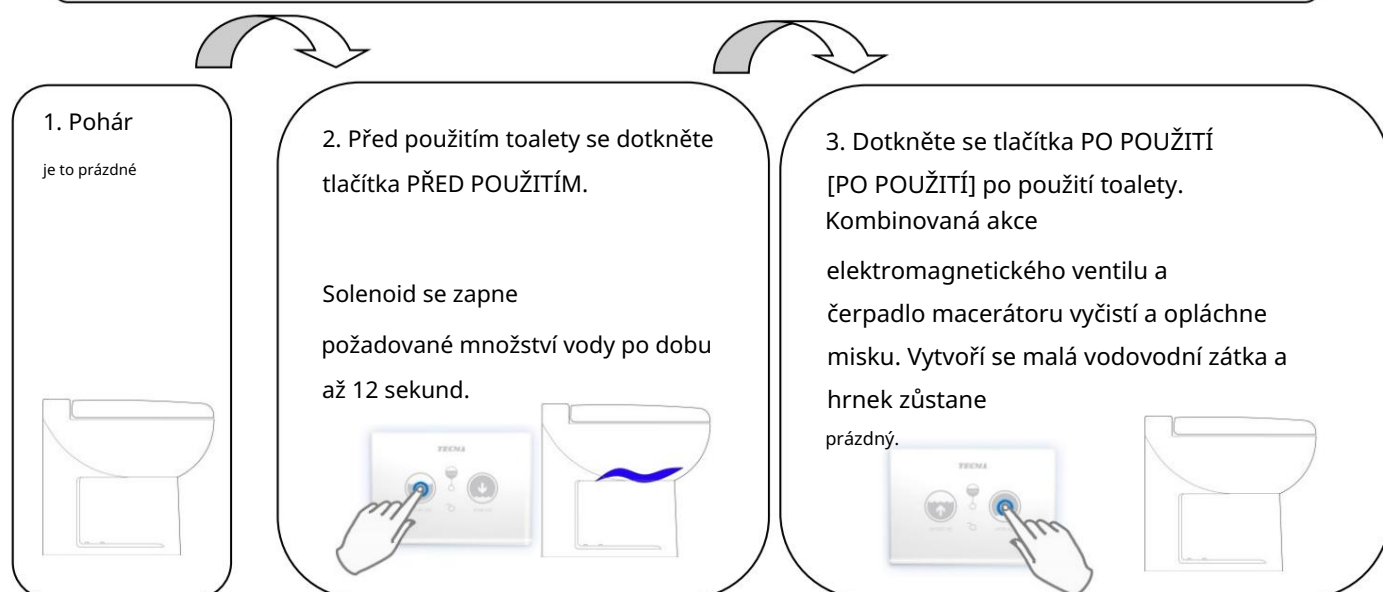 1. Pohár
je to prázdné
2. Před použitím toalety se dotkněte
tlačítka PŘED POUŽITÍM.
Solenoid se zapne
požadované množství vody po dobu
až 12 sekund.
TECMA
3. Dotkněte se tlačítka PO POUŽITÍ
[PO POUŽITÍ] po použití toalety.
Kombinovaná akce
elektromagnetického ventilu a
čerpadlo macerátoru vyčistí a opláchne
misku. Vytvoří se malá vodovodní zátka a
hrnek zůstane
prázdný.
TECMA